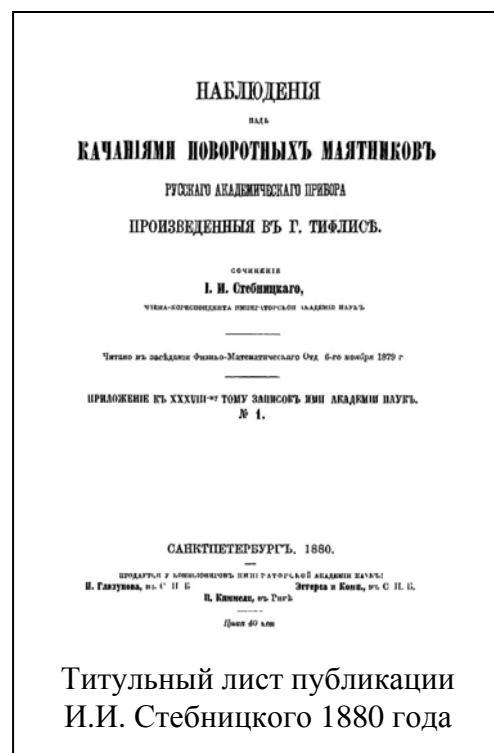 НАБЛЮДЕНІЯ
НАДЪ
КАЧАНІЯМИ ПОВОРОТНЫХЪ МАЯТНИКОВЪ
РУССКАГО АКАДЕМИЧЕСКАГО ПРИБОРА
ПРОИЗВЕДЕННЫЯ ВЪ Г. ТИФЛИСѢ.
СОЧИНЕНІЕ
І. И. Стебницкаго,
ЧЛЕНА-КОРЕСПОНДЕНТА ИМПЕРАТОРСКОЙ АКАДЕМІИ НАУКЪ
Читано въ засѣданіи Физико-Математическаго Отд 6-го ноября 1879 г
ПРИЛОЖЕНІЕ КЪ XXXVIII-му ТОМУ ЗАПИСОКЪ ИМП АКАДЕМІИ НАУКЪ.
№ 1.
САНКТПЕТЕРБУРГЪ, 1880.
ПРОДАЕТСЯ У КОМИССІОНЕРОВЪ ИМПЕРАТОРСКОЙ АКАДЕМІИ НАУКЪ:
И. Глазунова, въ С П Б Эггерса и Комп., въ С. П. Б.
Н. Киммеля, въ Ригѣ
Цѣна 40 коп
Титульный лист публикации
И.И. Стебницкого 1880 года